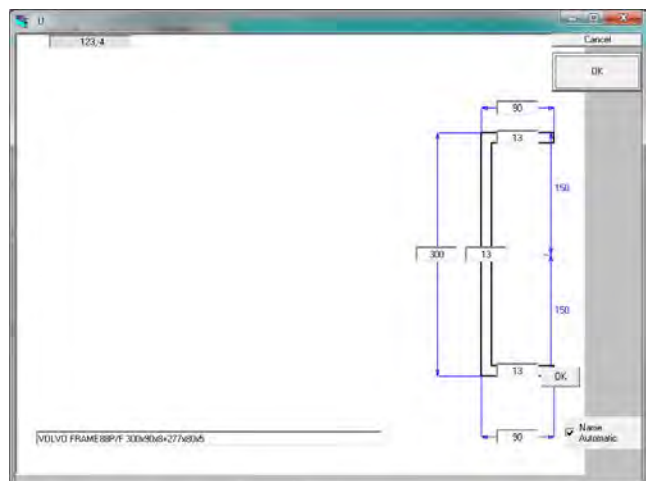 U
123,-4
Cancel
OK
90
13
150
300
13
150
13
OK
90
Name
Automatic
VOLVO FRAME88P/F 300x90x8+277x80x5